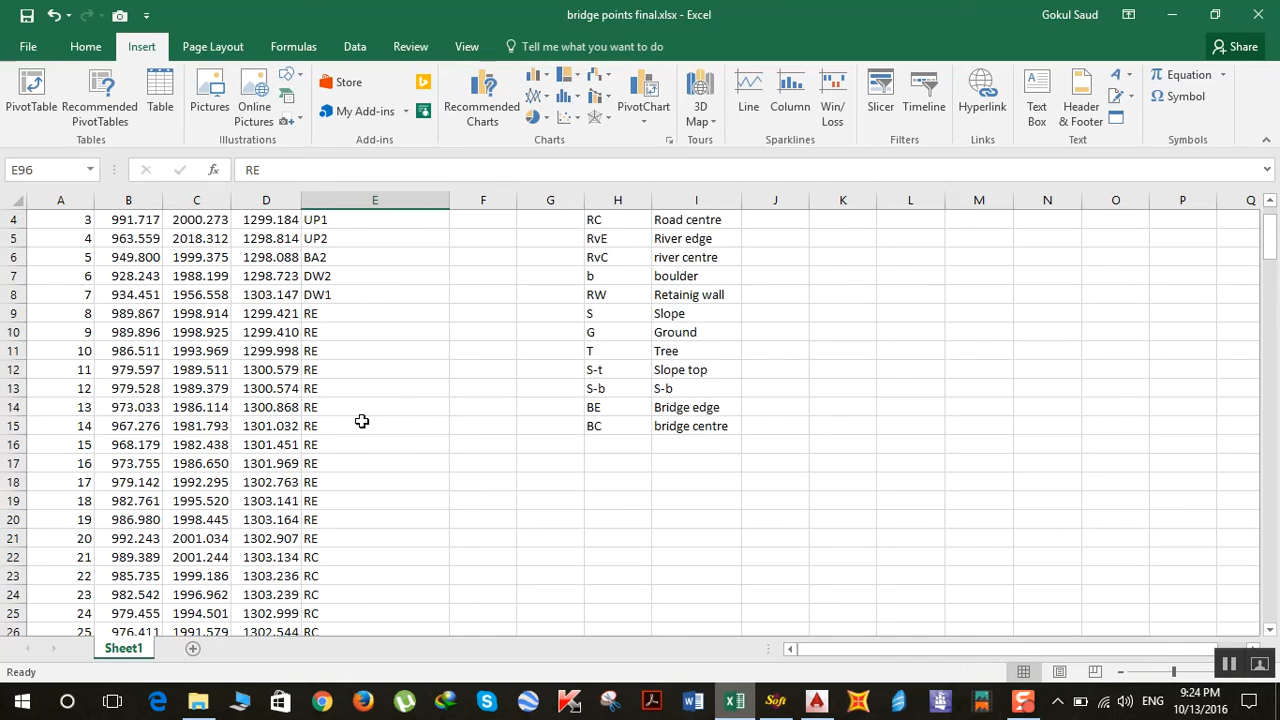 bridge points final.xlsx - Excel
Gokul Saud
File Home Insert Page Layout Formulas Data Review View Tell me what you want to do Share
PivotTable Recommended PivotTables Table
Tables
Pictures Online Pictures
Illustrations
Store
My Add-ins
Add-ins
Recommended Charts PivotChart
Charts
3D Map
Tours
Line Column Win/Loss
Sparklines
Slicer Timeline
Filters
Hyperlink
Links
Text Box Header & Footer
Text
Equation
Symbol
Symbols
E96 fx RE
A B C D E F G H I J K L M N O P Q
4 3 991.717 2000.273 1299.184 UP1 RC Road centre
5 4 963.559 2018.312 1298.814 UP2 RvE River edge
6 5 949.800 1999.375 1298.088 BA2 RvC river centre
7 6 928.243 1988.199 1298.723 DW2 b boulder
8 7 934.451 1956.558 1303.147 DW1 RW Retainig wall
9 8 989.867 1998.914 1299.421 RE S Slope
10 9 989.896 1998.925 1299.410 RE G Ground
11 10 986.511 1993.969 1299.998 RE T Tree
12 11 979.597 1989.511 1300.579 RE S-t Slope top
13 12 979.528 1989.379 1300.574 RE S-b S-b
14 13 973.033 1986.114 1300.868 RE BE Bridge edge
15 14 967.276 1981.793 1301.032 RE BC bridge centre
16 15 968.179 1982.438 1301.451 RE
17 16 973.755 1986.650 1301.969 RE
18 17 979.142 1992.295 1302.763 RE
19 18 982.761 1995.520 1303.141 RE
20 19 986.980 1998.445 1303.164 RE
21 20 992.243 2001.034 1302.907 RE
22 21 989.389 2001.244 1303.134 RC
23 22 985.735 1999.186 1303.236 RC
24 23 982.542 1996.962 1303.239 RC
25 24 979.455 1994.501 1302.999 RC
26 25 976.411 1991.579 1302.544 RC
Sheet1
Ready
Soft
ENG
9:24 PM
10/13/2016